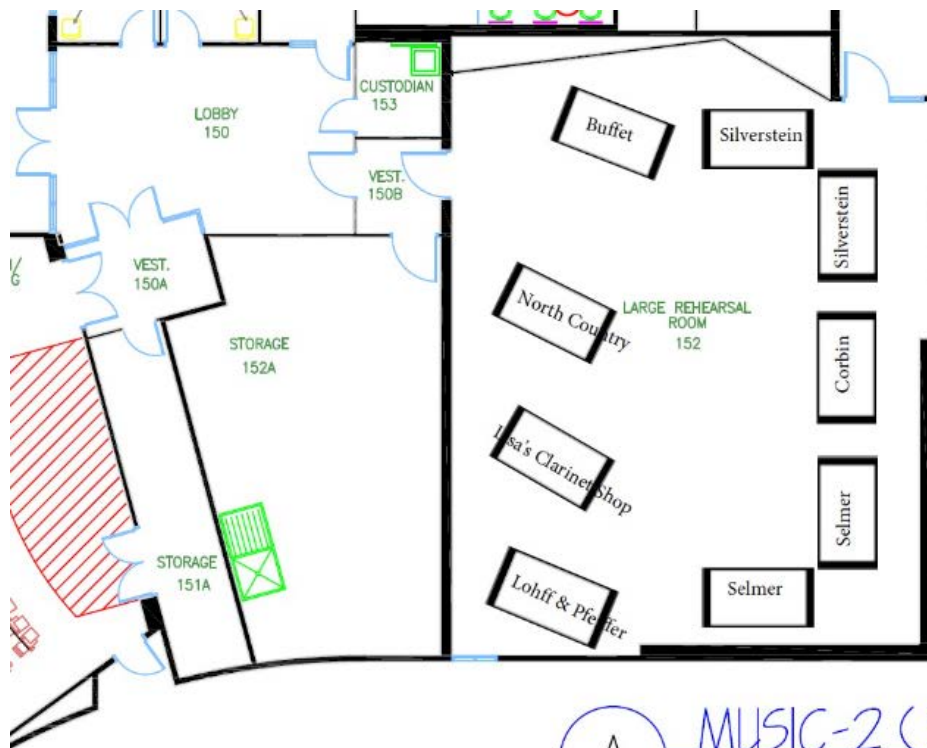 LOBBY
150
CUSTODIAN
153
VEST.
150B
VEST.
150A
/
G
STORAGE
152A
STORAGE
151A
Buffet
Silverstein
Silverstein
North Country
LARGE REHEARSAL
ROOM
152
Corbin
Lisa's Clarinet Shop
Selmer
Lohff & Pfeiffer
Selmer
A
MUSIC-2